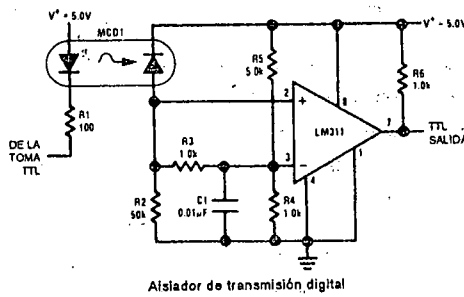 V+ = 5.0V
MCD1
V+ = 5.0V
R5
5.0k
R6
1.0k
R1
100
2
8
+
LM311
7
TTL
SALIDA
DE LA
TOMA
TTL
R3
1.0k
3
−
4
1
R2
50k
C1
0.01µF
R4
1.0k
Aislador de transmisión digital